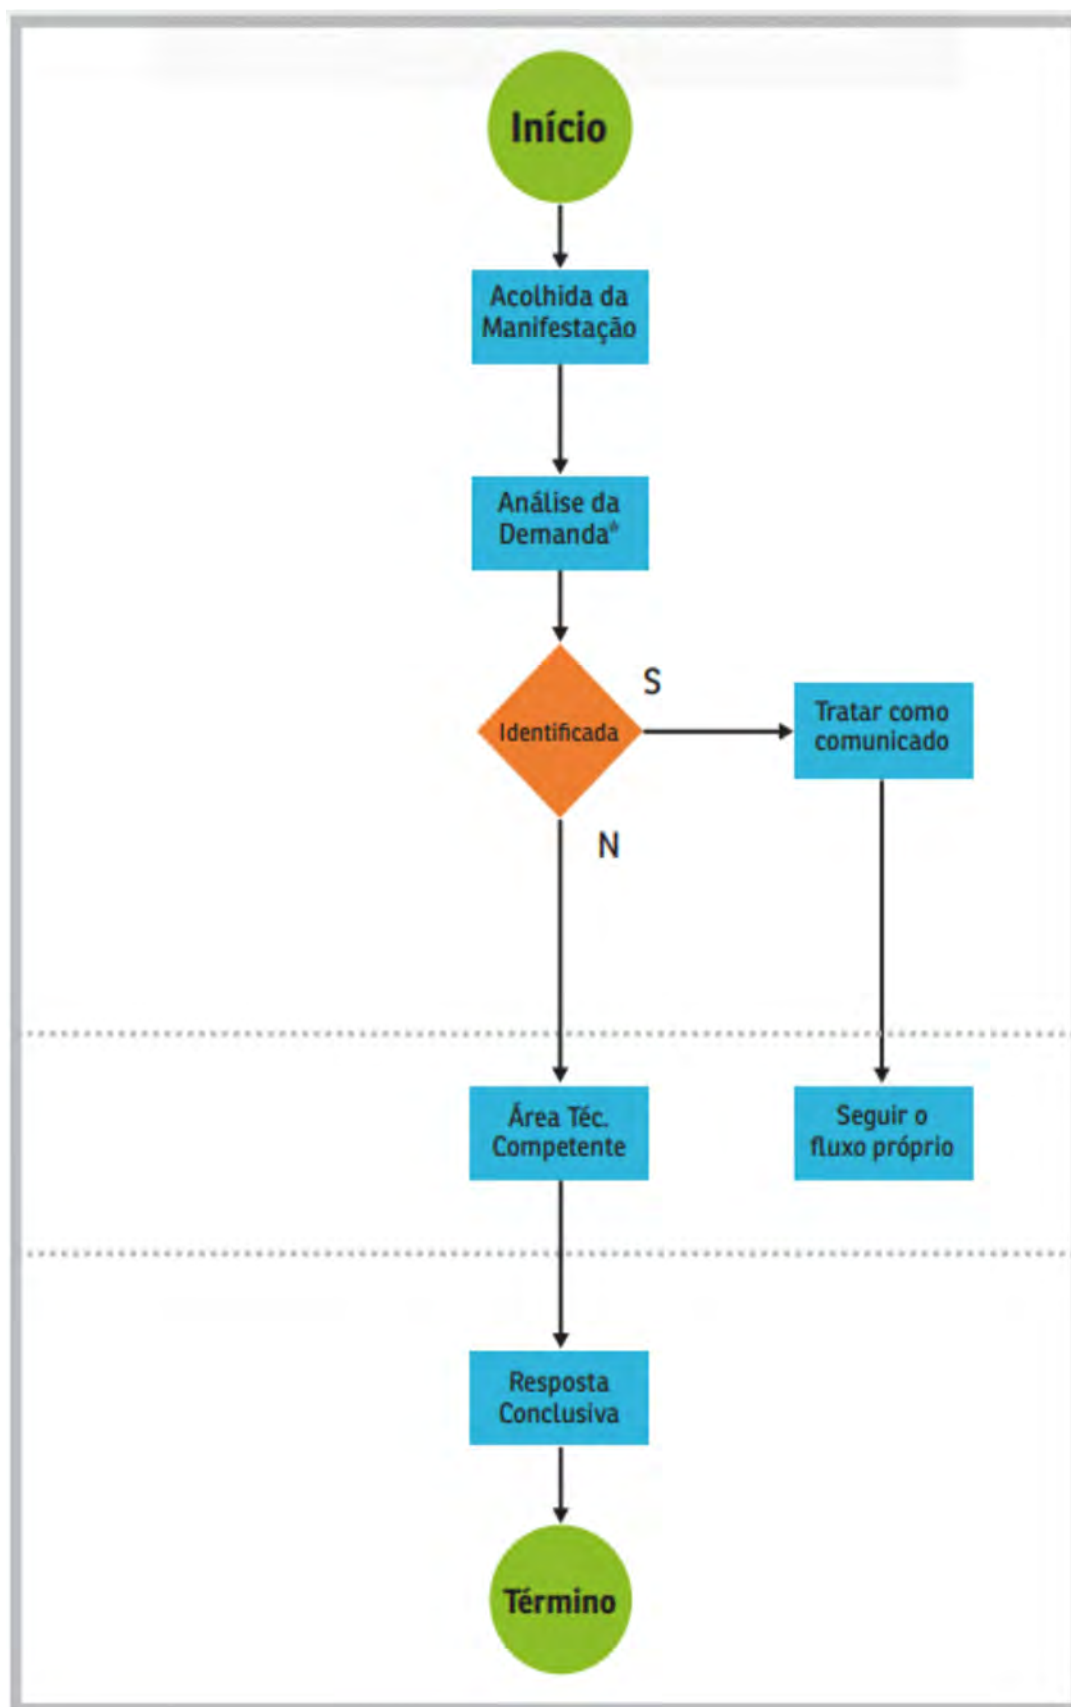 Início
Acolhida da
Manifestação
Análise da
Demanda*
Identificada
S
Tratar como
comunicado
N
Área Téc.
Competente
Seguir o
fluxo próprio
Resposta
Conclusiva
Término